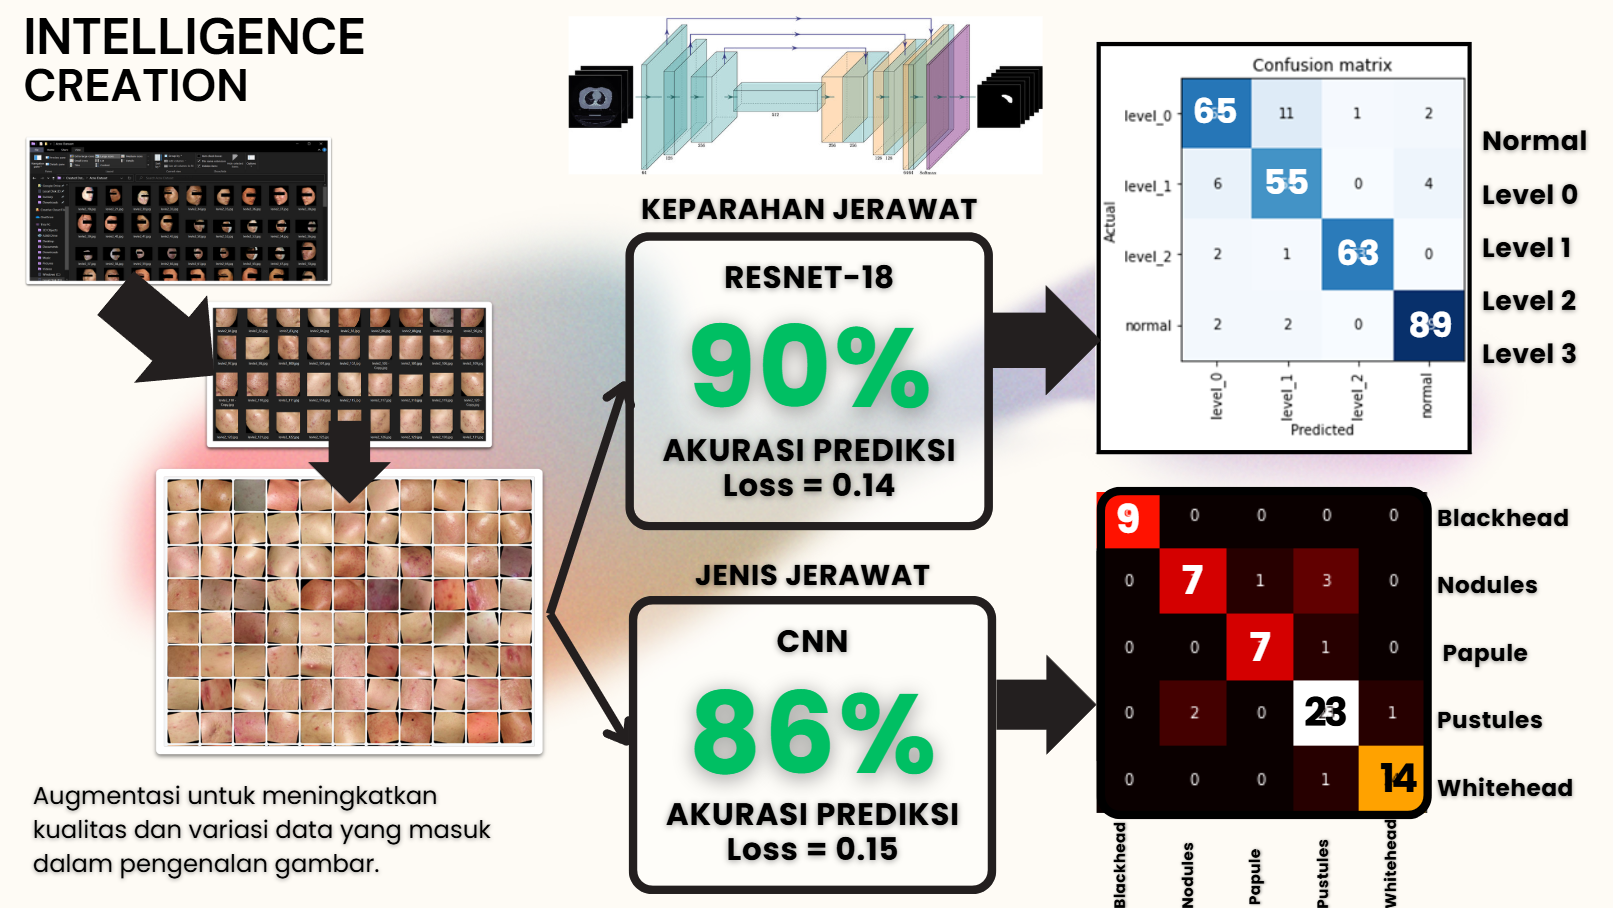 INTELLIGENCE
CREATION
KEPARAHAN JERAWAT
RESNET-18
90%
AKURASI PREDIKSI
Loss = 0.14
JENIS JERAWAT
CNN
86%
AKURASI PREDIKSI
Loss = 0.15
Augmentasi untuk meningkatkan
kualitas dan variasi data yang masuk
dalam pengenalan gambar.
Confusion matrix
Actual
level_0 65 11 1 2
level_1 6 55 0 4
level_2 2 1 63 0
normal 2 2 0 89
level_0 level_1 level_2 normal
Predicted
Normal
Level 0
Level 1
Level 2
Level 3
9 0 0 0 0 Blackhead
0 7 1 3 0 Nodules
0 0 7 1 0 Papule
0 2 0 23 1 Pustules
0 0 0 1 14 Whitehead
Blackhead Nodules Papule Pustules Whitehead